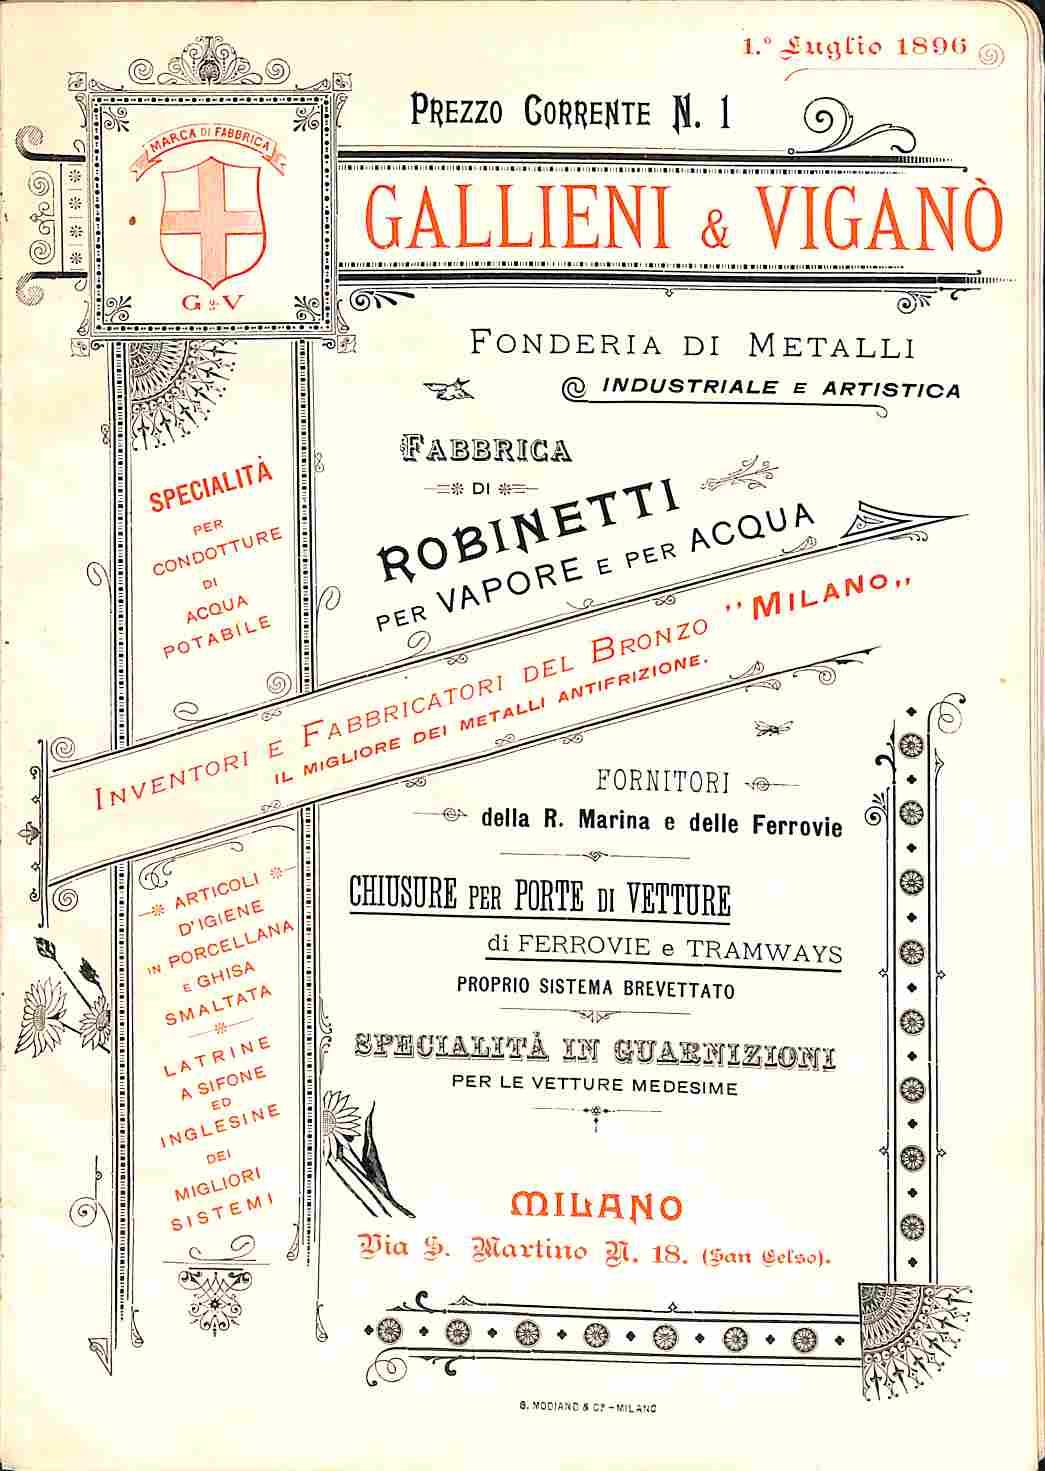 1.º Luglio 1896
PREZZO CORRENTE N. 1
MARCA DI FABBRICA
G & V
GALLIENI & VIGANÒ
FONDERIA DI METALLI
INDUSTRIALE E ARTISTICA
FABBRICA
DI
ROBINETTI
PER VAPORE E PER ACQUA
SPECIALITÀ
PER
CONDOTTURE
DI
ACQUA
POTABILE
INVENTORI E FABBRICATORI DEL BRONZO "MILANO„
IL MIGLIORE DEI METALLI ANTIFRIZIONE.
FORNITORI
della R. Marina e delle Ferrovie
CHIUSURE PER PORTE DI VETTURE
di FERROVIE e TRAMWAYS
PROPRIO SISTEMA BREVETTATO
SPECIALITÀ IN GUARNIZIONI
PER LE VETTURE MEDESIME
ARTICOLI
D'IGIENE
IN PORCELLANA
E GHISA
SMALTATA
LATRINE
A SIFONE
ED
INGLESINE
DEI
MIGLIORI
SISTEMI
MILANO
Via S. Martino N. 18. (San Celso).
G. MODIANO & Cº - MILANO